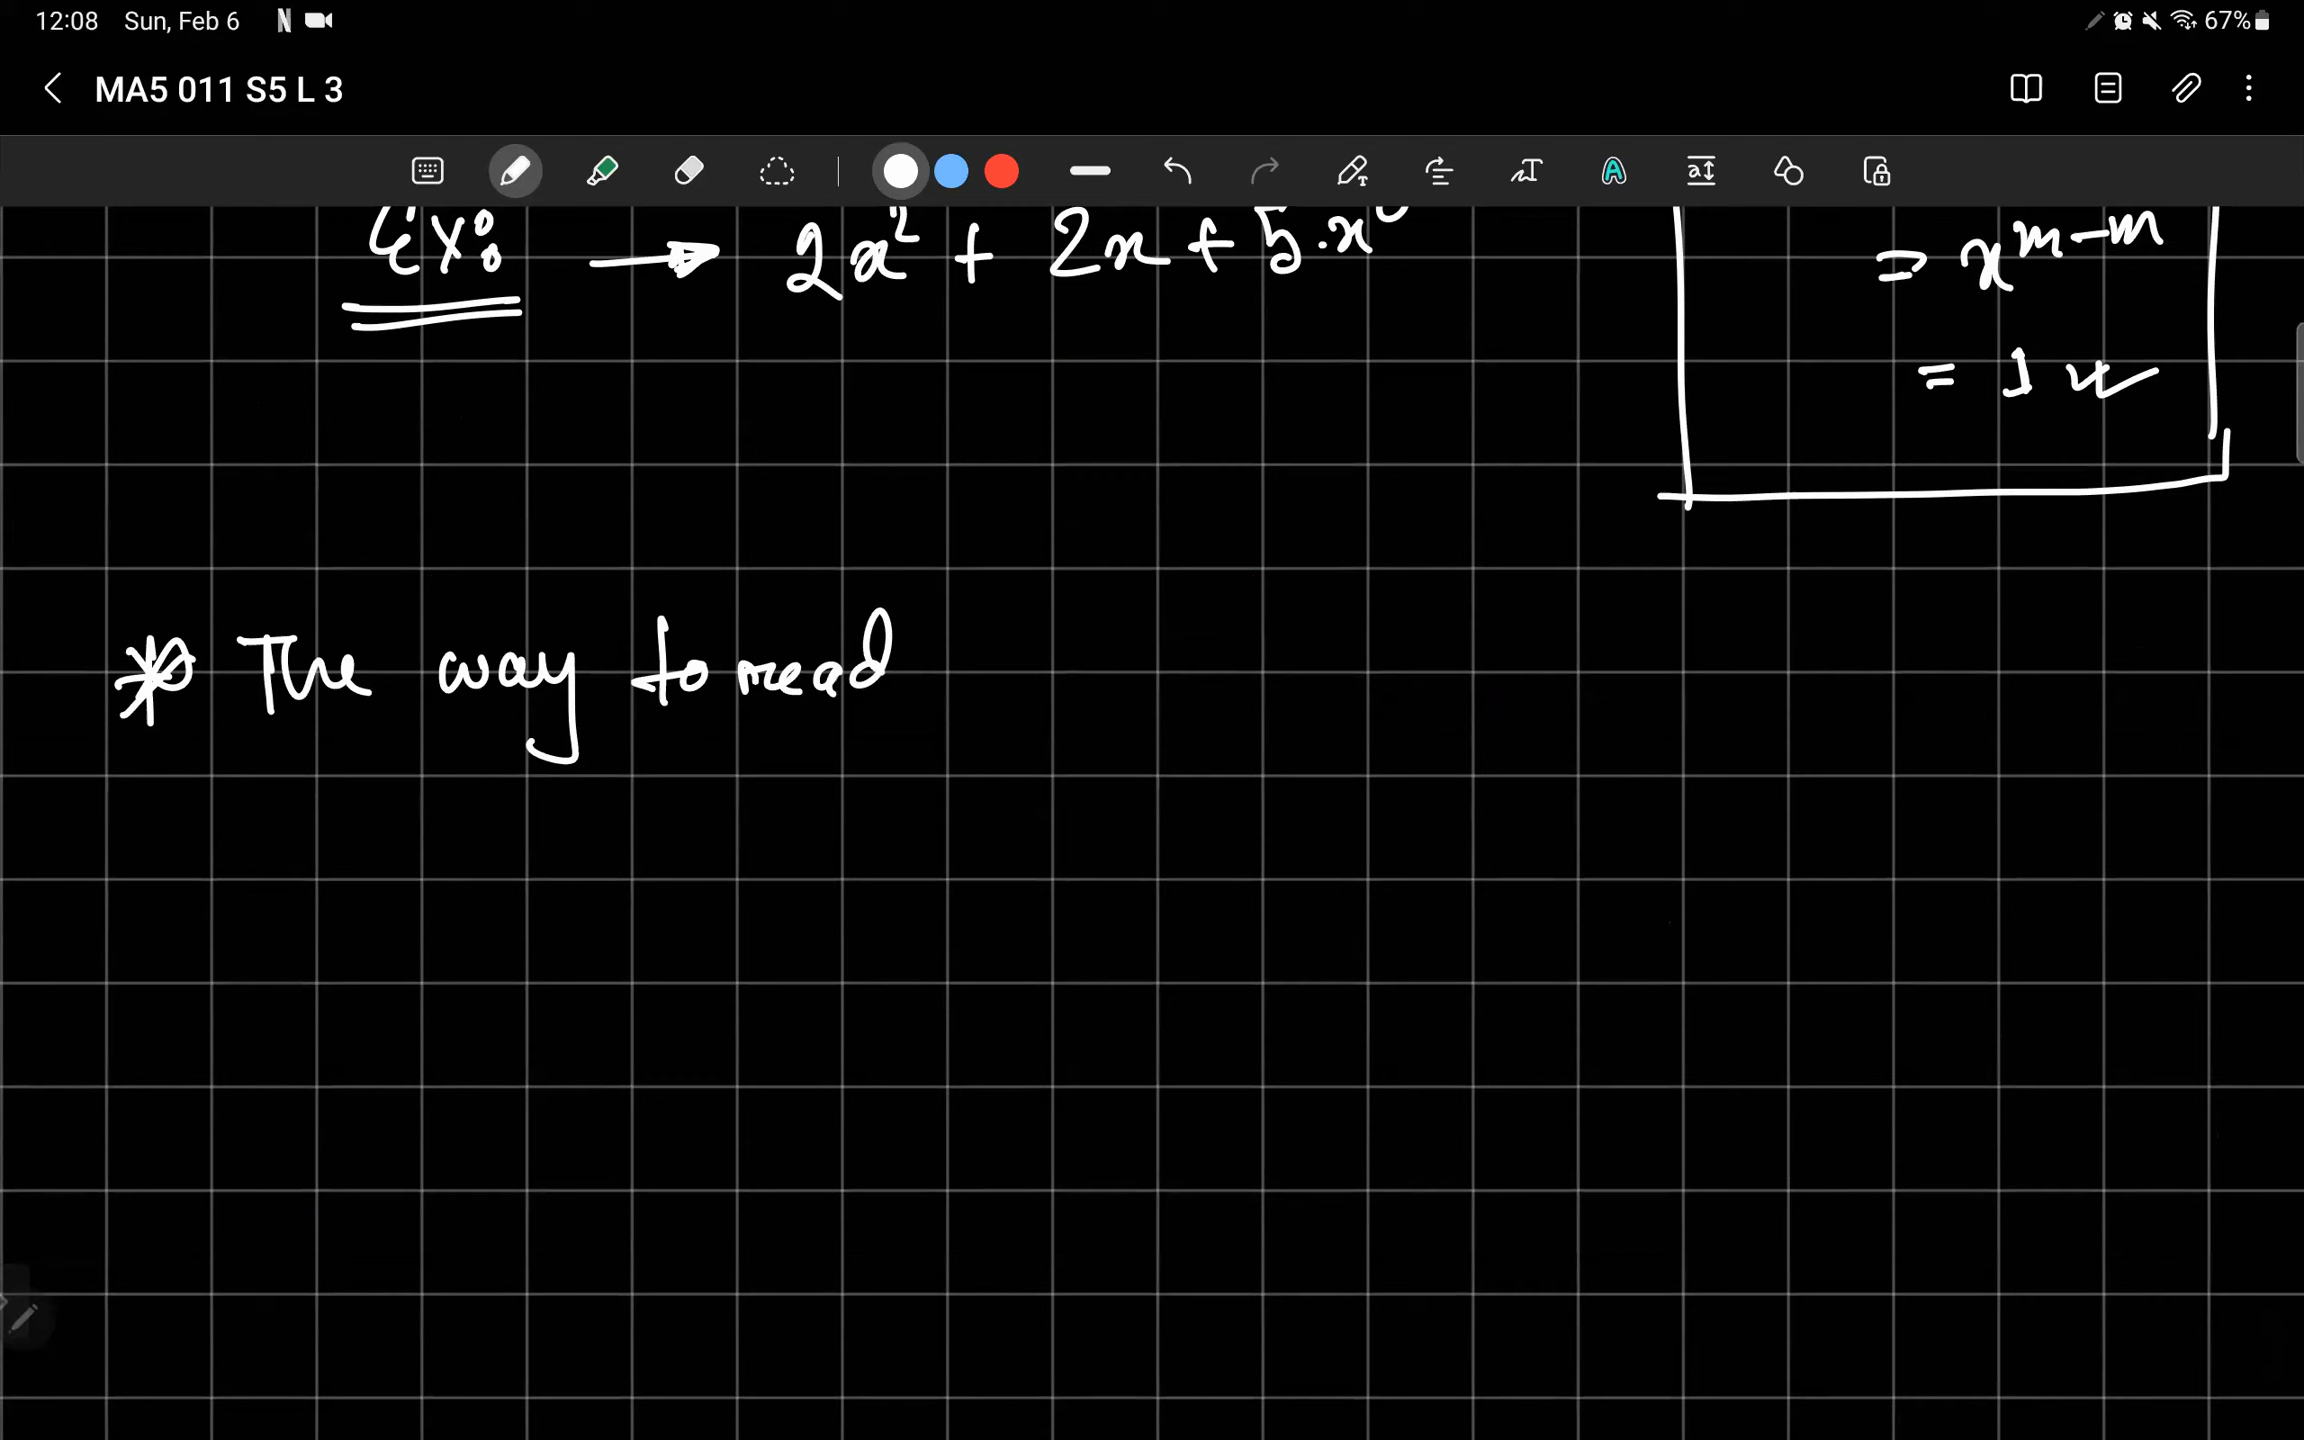 12:08 Sun, Feb 6 67%
MA5 011 S5 L 3
Ex: → 2x² + 2x + 5.x⁰
= x^m-m
= 1
* The way to read